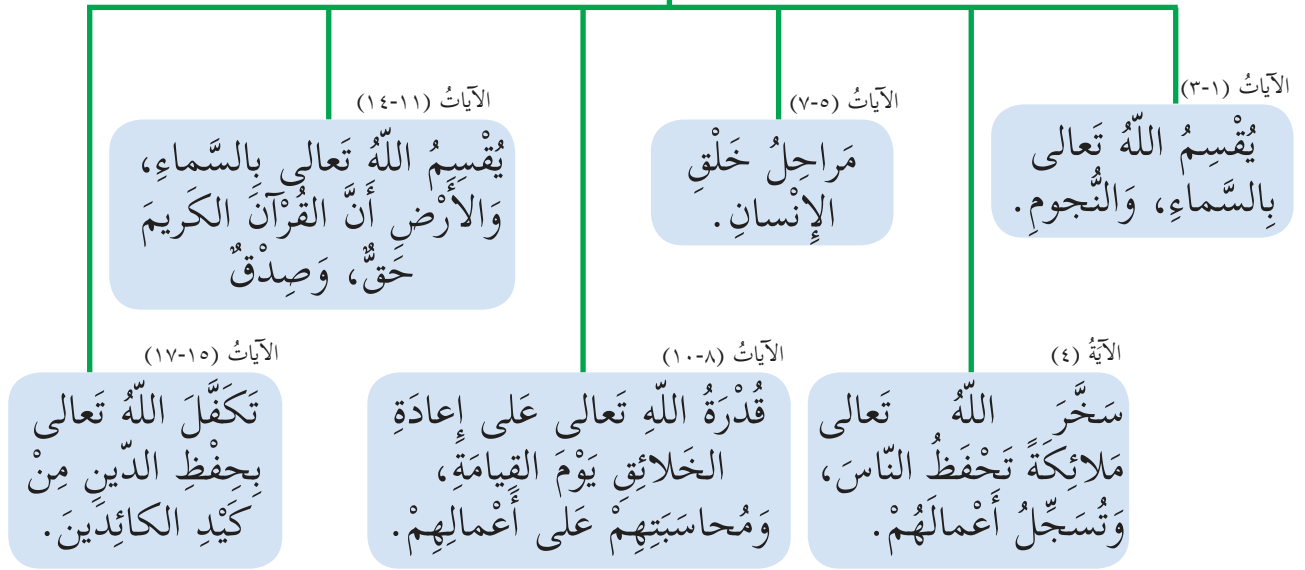 الآياتُ (١-٣)
يُقْسِمُ اللّٰهُ تَعالى
بِالسَّماءِ، وَالنُّجومِ.
الآيَةُ (٤)
سَخَّرَ اللّٰهُ تَعالى
مَلائِكَةً تَحْفَظُ النّاسَ،
وَتُسَجِّلُ أَعْمالَهُمْ.
الآياتُ (٥-٧)
مَراحِلُ خَلْقِ
الإِنْسانِ.
الآياتُ (٨-١٠)
قُدْرَةُ اللّٰهِ تَعالى عَلى إِعادَةِ
الخَلائِقِ يَوْمَ القِيامَةِ،
وَمُحاسَبَتِهِمْ عَلى أَعْمالِهِمْ.
الآياتُ (١١-١٤)
يُقْسِمُ اللّٰهُ تَعالى بِالسَّماءِ،
وَالأَرْضِ أَنَّ القُرْآنَ الكَريمَ
حَقٌّ، وَصِدْقٌ
الآياتُ (١٥-١٧)
تَكَفَّلَ اللّٰهُ تَعالى
بِحِفْظِ الدّينِ مِنْ
كَيْدِ الكائِدينَ.